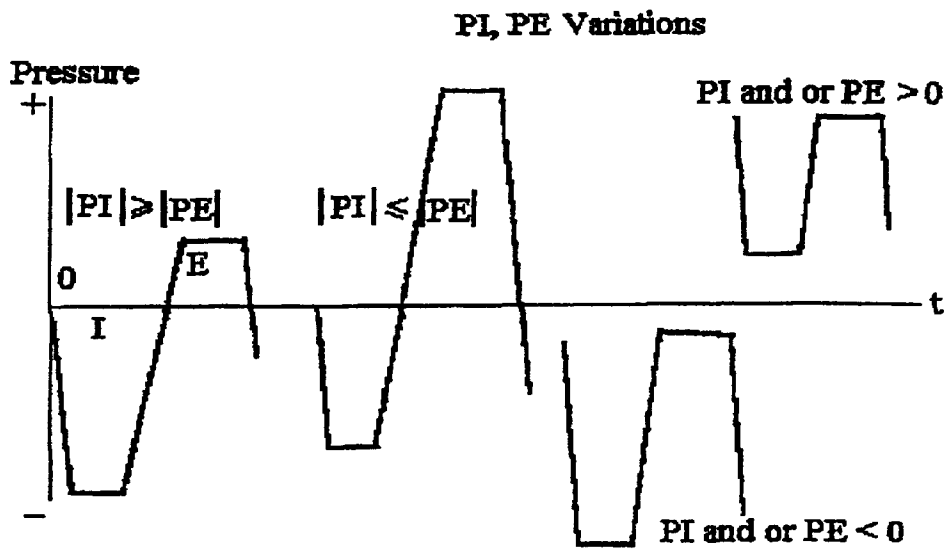 PI, PE Variations
Pressure
+
PI and or PE > 0
|PI| ⩾ |PE|
|PI| ⩽ |PE|
E
0
I
t
−
PI and or PE < 0